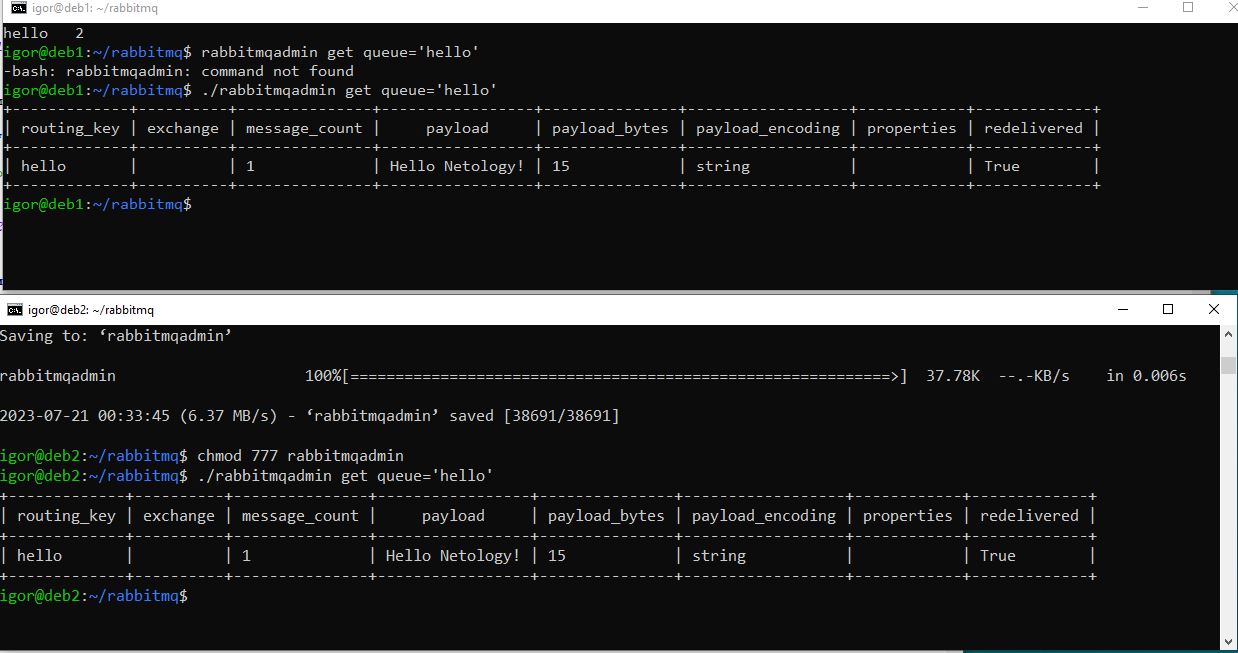 igor@deb1: ~/rabbitmq
hello   2
igor@deb1:~/rabbitmq$ rabbitmqadmin get queue='hello'
-bash: rabbitmqadmin: command not found
igor@deb1:~/rabbitmq$ ./rabbitmqadmin get queue='hello'
+-------------+----------+---------------+-----------------+---------------+------------------+------------+-------------+
| routing_key | exchange | message_count |     payload     | payload_bytes | payload_encoding | properties | redelivered |
+-------------+----------+---------------+-----------------+---------------+------------------+------------+-------------+
| hello       |          | 1             | Hello Netology! | 15            | string           |            | True        |
+-------------+----------+---------------+-----------------+---------------+------------------+------------+-------------+
igor@deb1:~/rabbitmq$
igor@deb2: ~/rabbitmq
Saving to: ‘rabbitmqadmin’
rabbitmqadmin                     100%[============================================================>]  37.78K  --.-KB/s    in 0.006s
2023-07-21 00:33:45 (6.37 MB/s) - ‘rabbitmqadmin’ saved [38691/38691]
igor@deb2:~/rabbitmq$ chmod 777 rabbitmqadmin
igor@deb2:~/rabbitmq$ ./rabbitmqadmin get queue='hello'
+-------------+----------+---------------+-----------------+---------------+------------------+------------+-------------+
| routing_key | exchange | message_count |     payload     | payload_bytes | payload_encoding | properties | redelivered |
+-------------+----------+---------------+-----------------+---------------+------------------+------------+-------------+
| hello       |          | 1             | Hello Netology! | 15            | string           |            | True        |
+-------------+----------+---------------+-----------------+---------------+------------------+------------+-------------+
igor@deb2:~/rabbitmq$